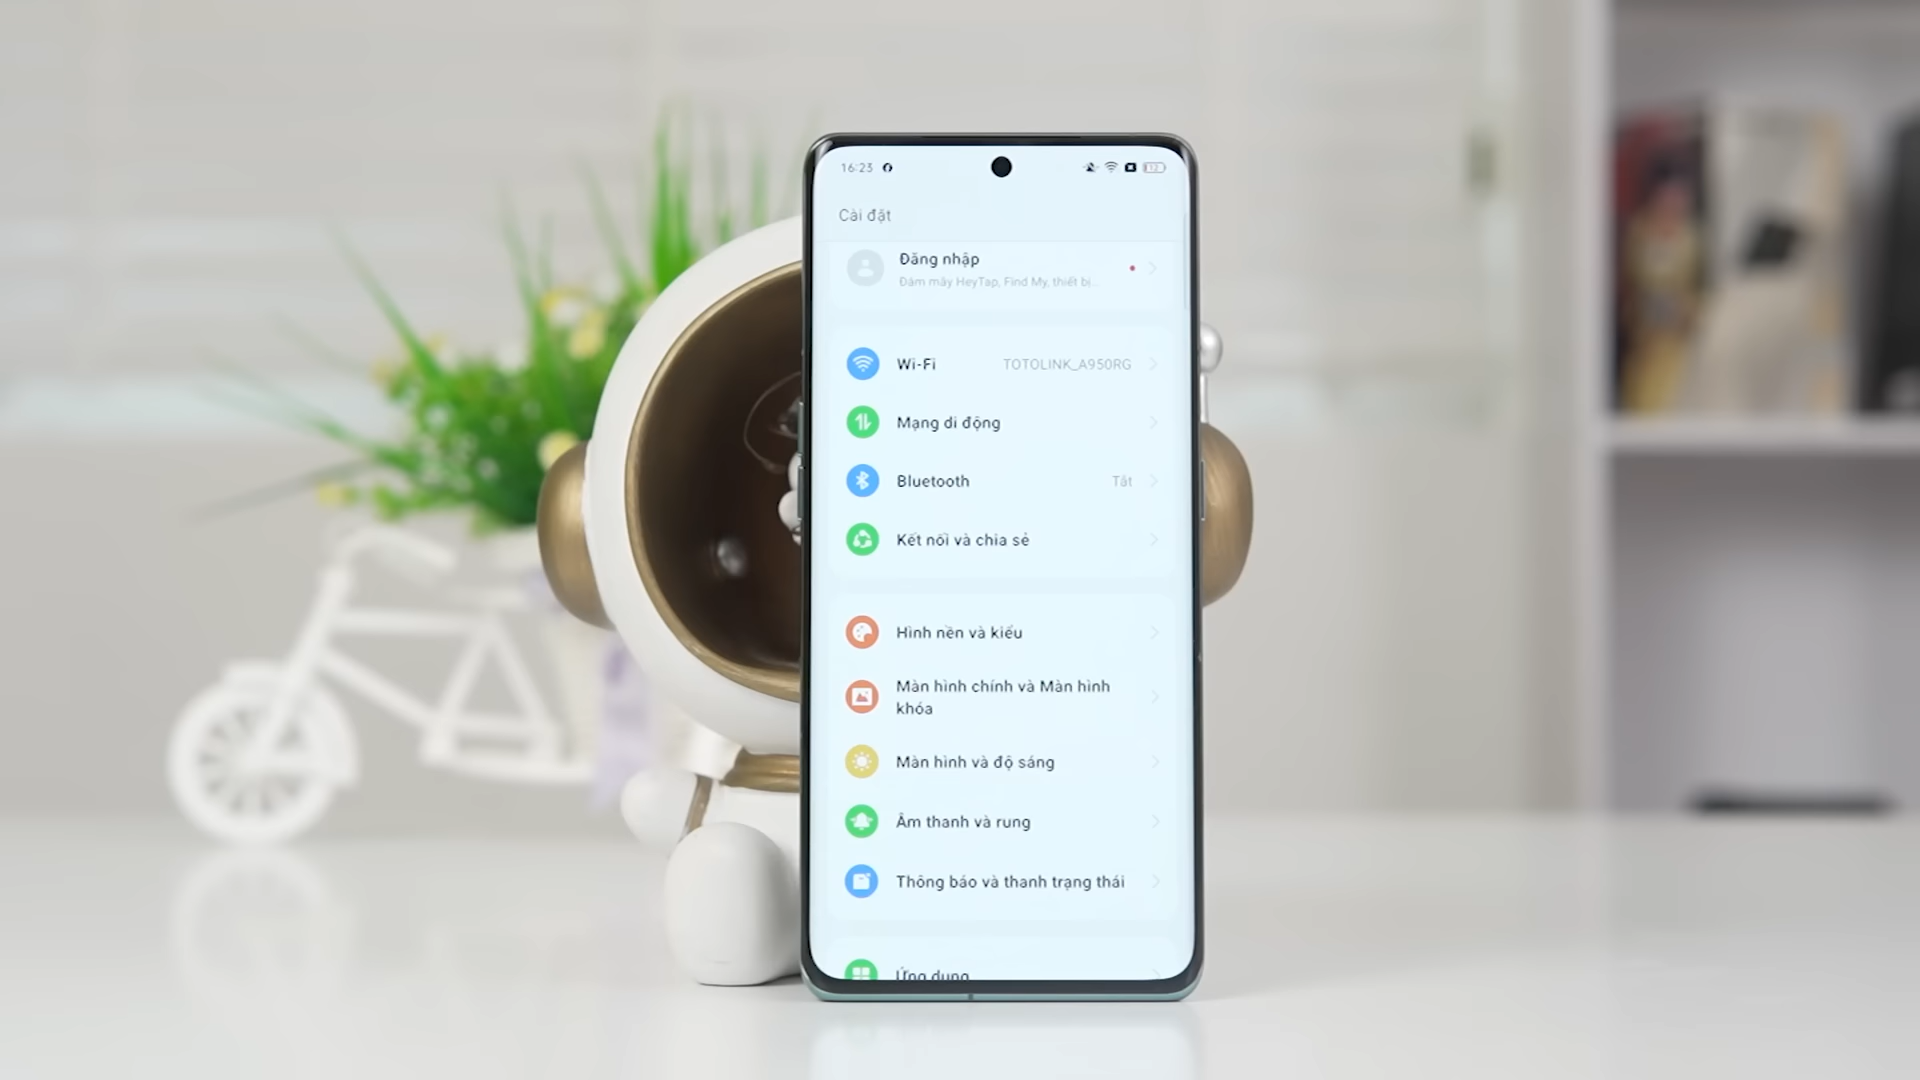 16:23
12
Cài đặt
Đăng nhập
Đám mây HeyTap, Find My, thiết bị...
Wi-Fi TOTOLINK_A950RG
Mạng di động
Bluetooth Tắt
Kết nối và chia sẻ
Hình nền và kiểu
Màn hình chính và Màn hình
khóa
Màn hình và độ sáng
Âm thanh và rung
Thông báo và thanh trạng thái
Ứng dụng